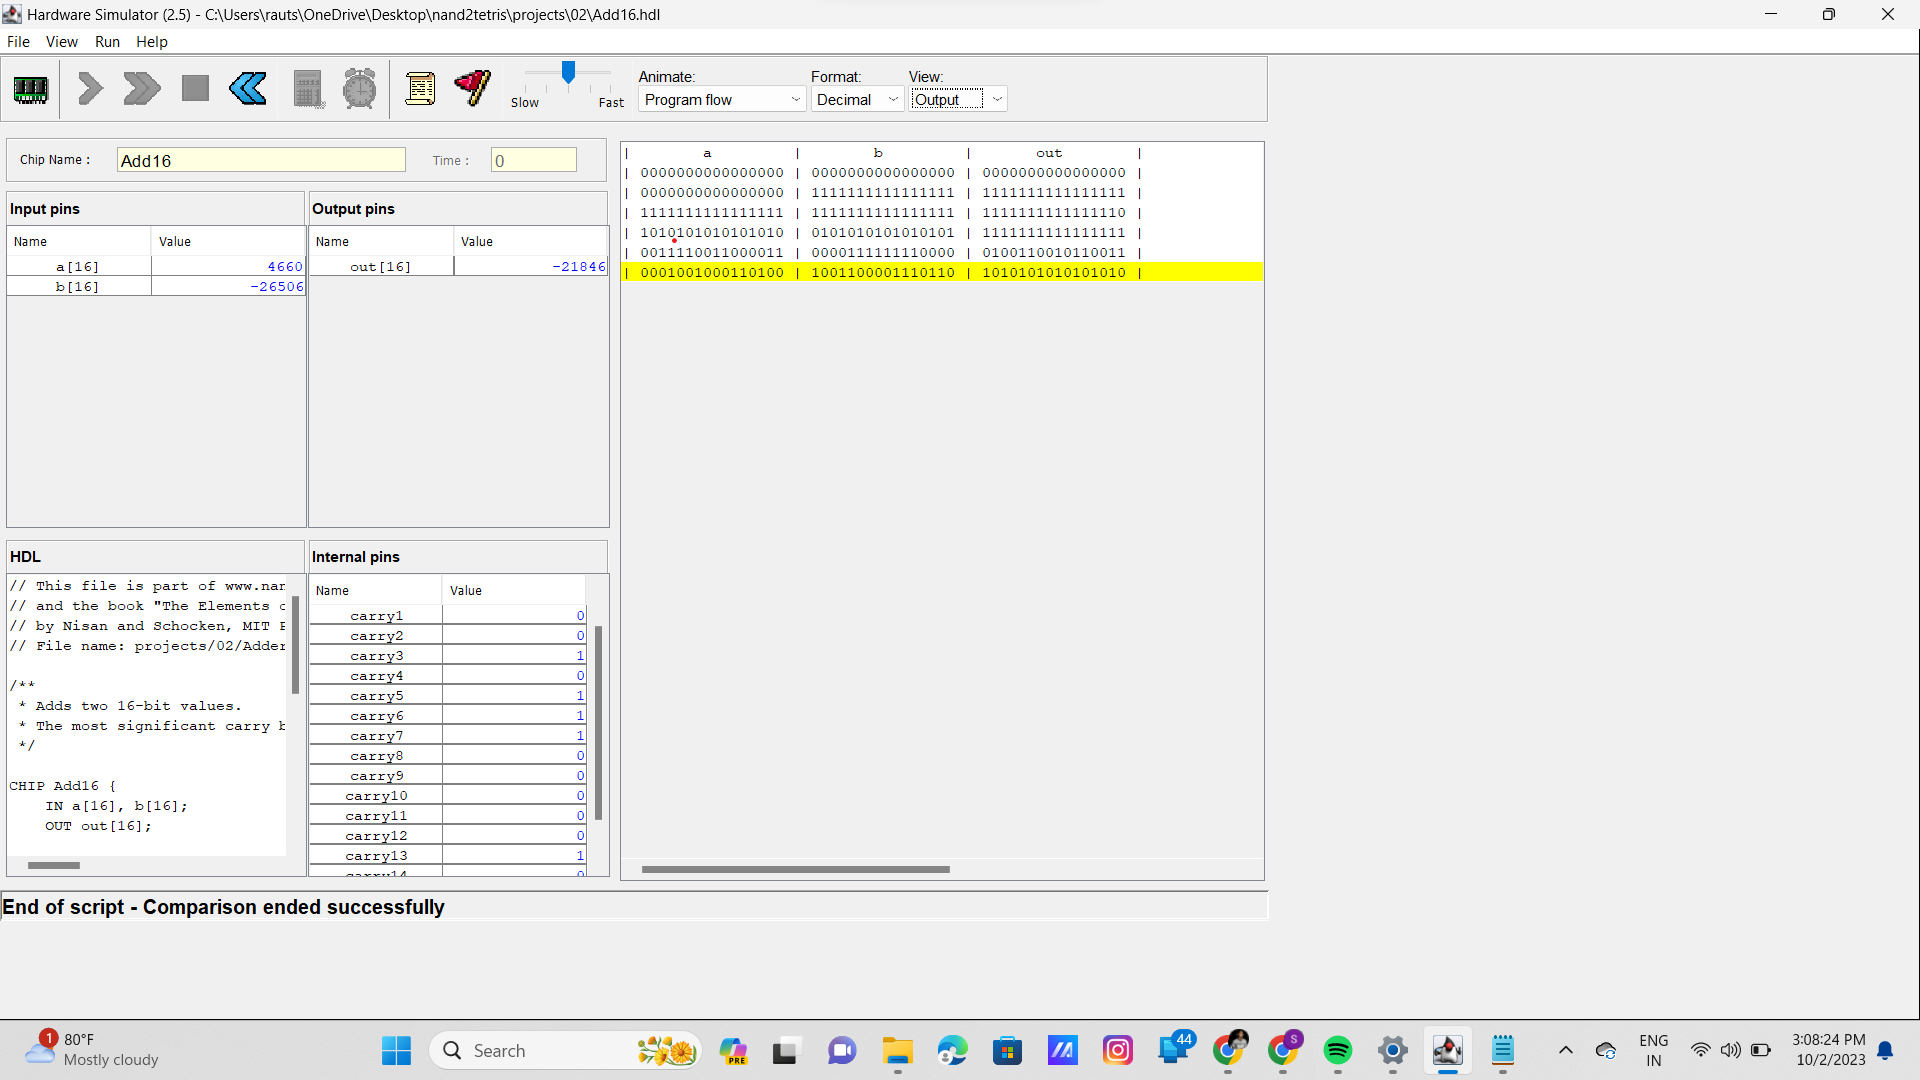 Hardware Simulator (2.5) - C:\Users\rauts\OneDrive\Desktop\nand2tetris\projects\02\Add16.hdl
File View Run Help
Slow Fast
Animate: Format: View:
Program flow Decimal Output
Chip Name : Add16 Time : 0
Input pins
Name Value
a[16] 4660
b[16] -26506
Output pins
Name Value
out[16] -21846
| a | b | out |
| 0000000000000000 | 0000000000000000 | 0000000000000000 |
| 0000000000000000 | 1111111111111111 | 1111111111111111 |
| 1111111111111111 | 1111111111111111 | 1111111111111110 |
| 1010101010101010 | 0101010101010101 | 1111111111111111 |
| 0011110011000011 | 0000111111110000 | 0100110010110011 |
| 0001001000110100 | 1001100001110110 | 1010101010101010 |
HDL
// This file is part of www.nan
// and the book "The Elements o
// by Nisan and Schocken, MIT P
// File name: projects/02/Adder
/**
* Adds two 16-bit values.
* The most significant carry b
*/
CHIP Add16 {
IN a[16], b[16];
OUT out[16];
Internal pins
Name Value
carry1 0
carry2 0
carry3 1
carry4 0
carry5 1
carry6 1
carry7 1
carry8 0
carry9 0
carry10 0
carry11 0
carry12 0
carry13 1
carry14 0
End of script - Comparison ended successfully
1 80°F
Mostly cloudy
Search
PRE
44
S
ENG
IN
3:08:24 PM
10/2/2023